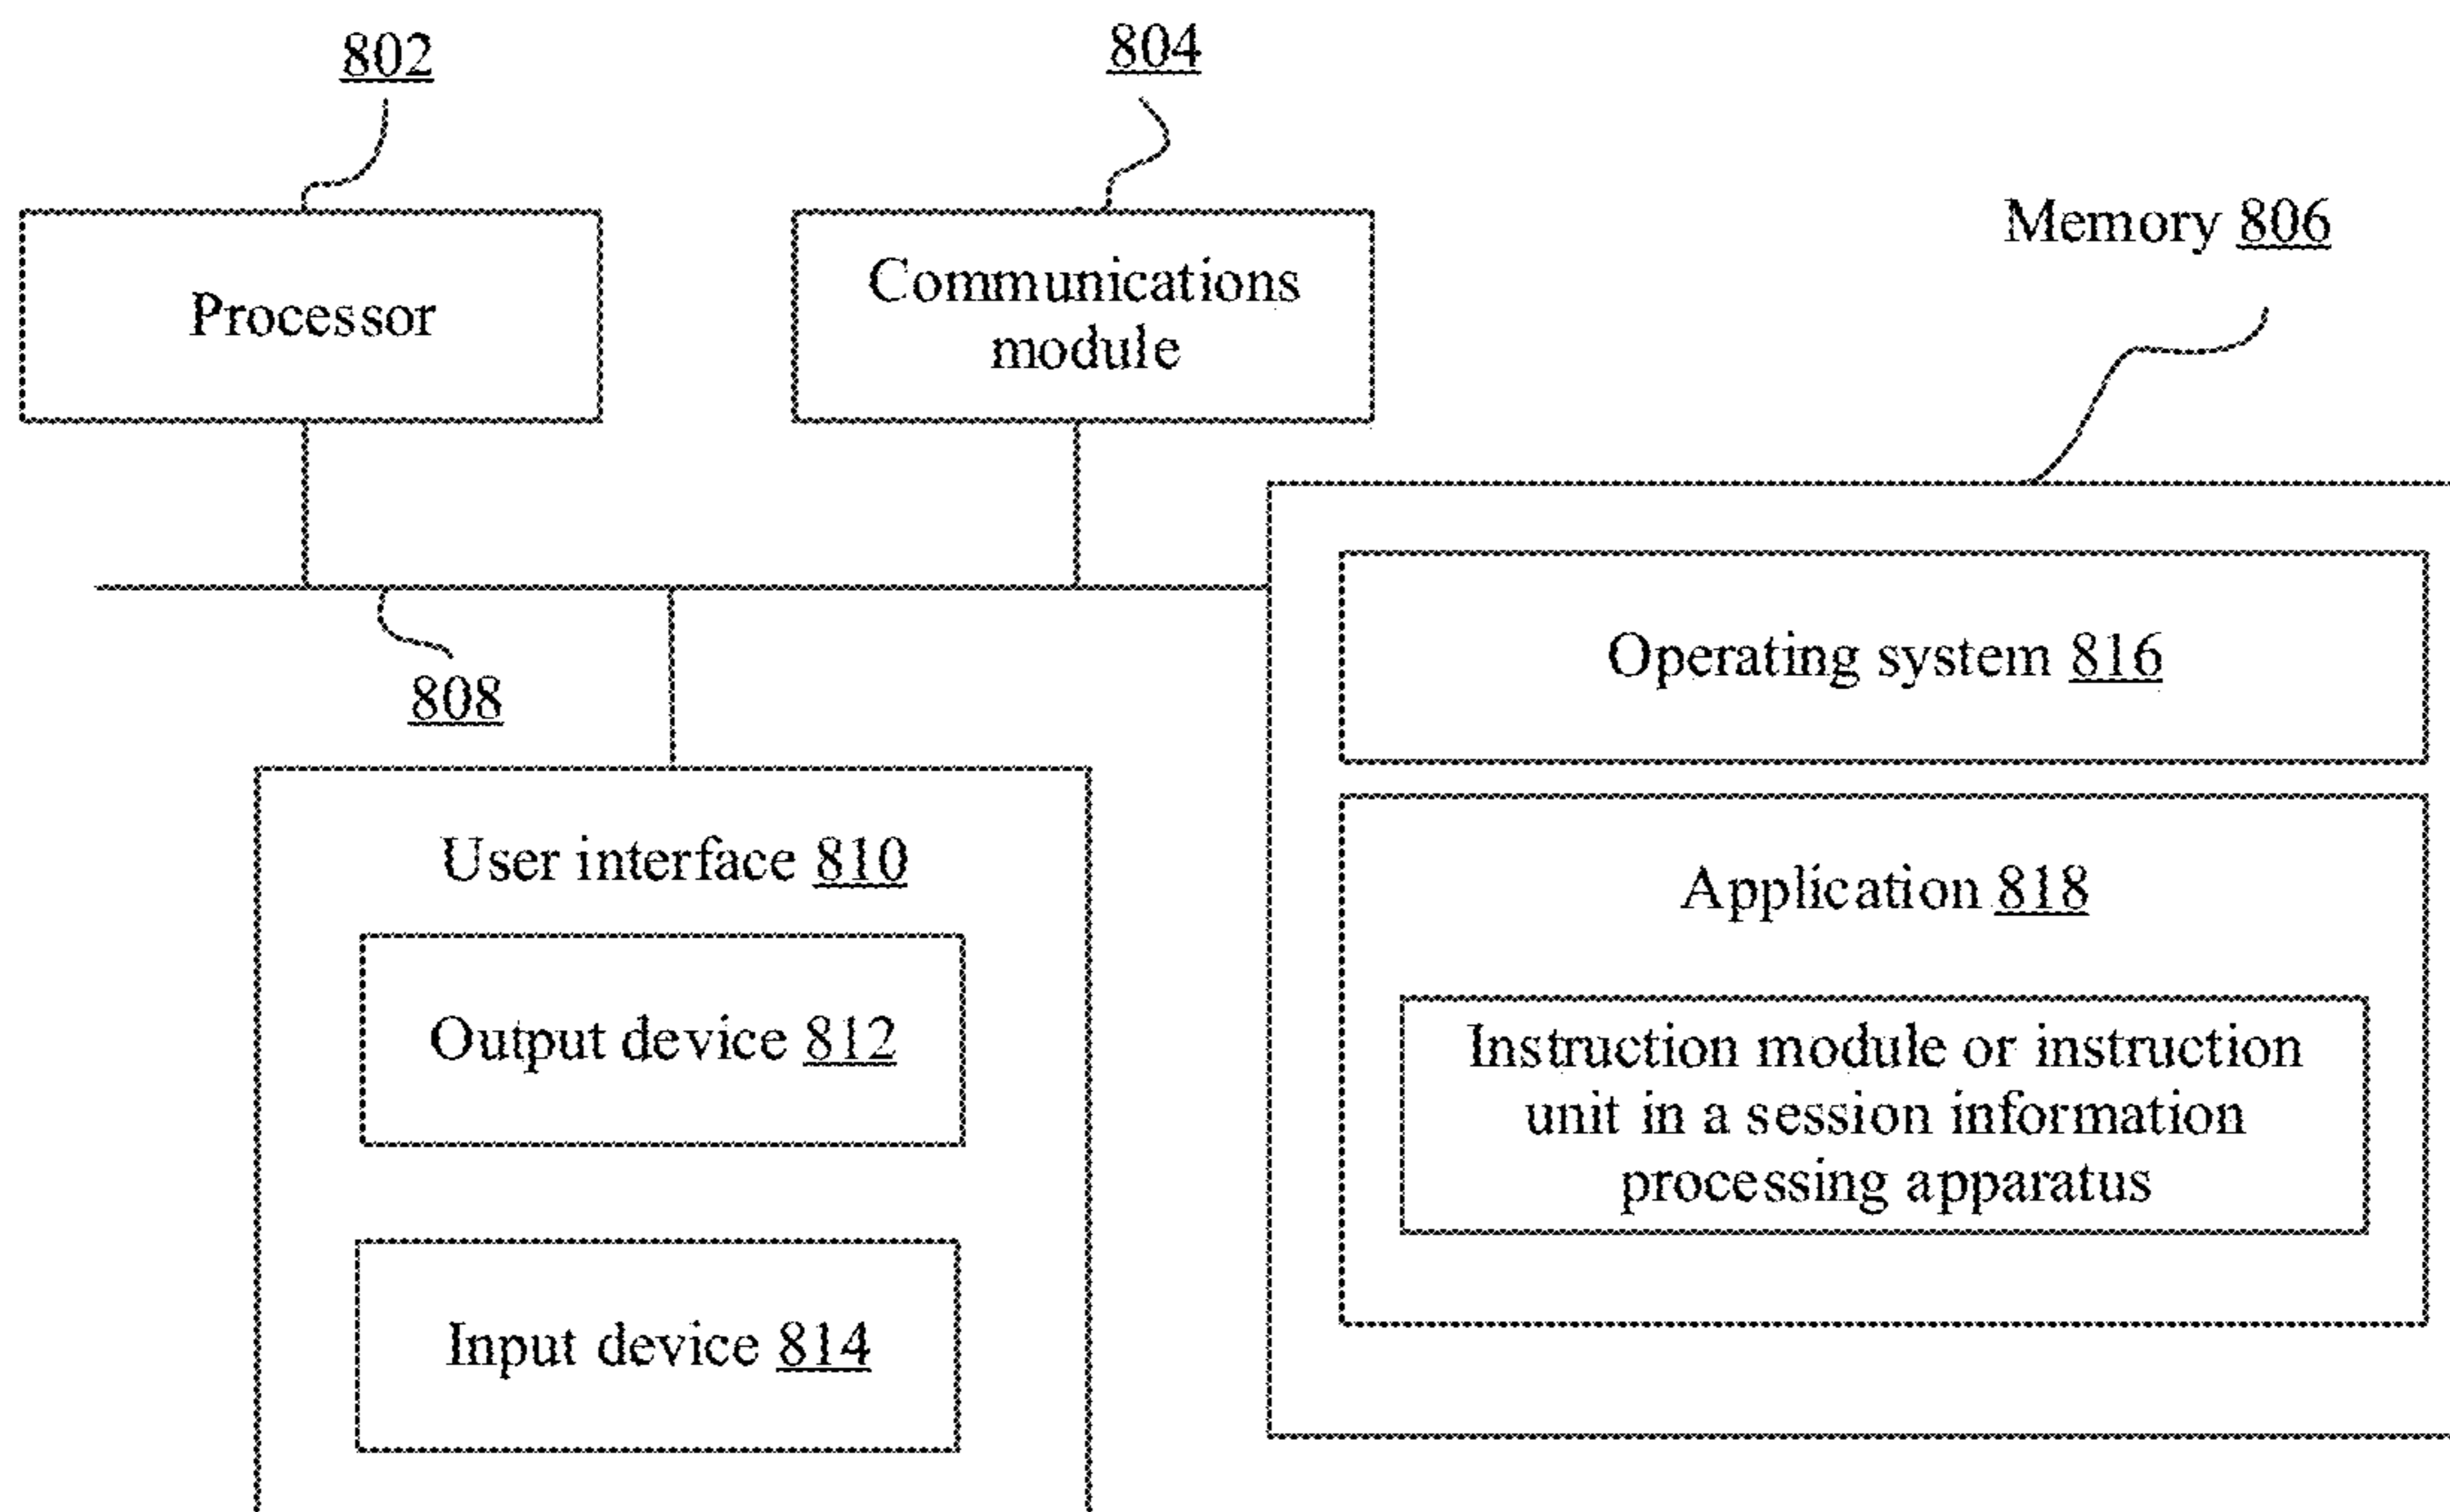 802
804
Memory 806
Processor
Communications
module
Operating system 816
808
User interface 810
Application 818
Output device 812
Instruction module or instruction
unit in a session information
processing apparatus
Input device 814